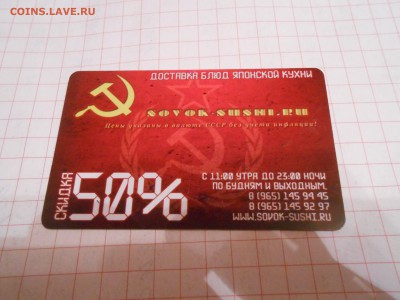 COINS.LAVE.RU
ДОСТАВКА БЛЮД ЯПОНСКОЙ КУХНИ
SOVOK-SUSHI.RU
Цены указаны в валюте СССР без учета инфляции!
СКИДКА
50%
С 11:00 УТРА ДО 23:00 НОЧИ
ПО БУДНЯМ И ВЫХОДНЫМ.
8 (965) 145 94 45
8 (965) 145 92 97
WWW.SOVOK-SUSHI.RU